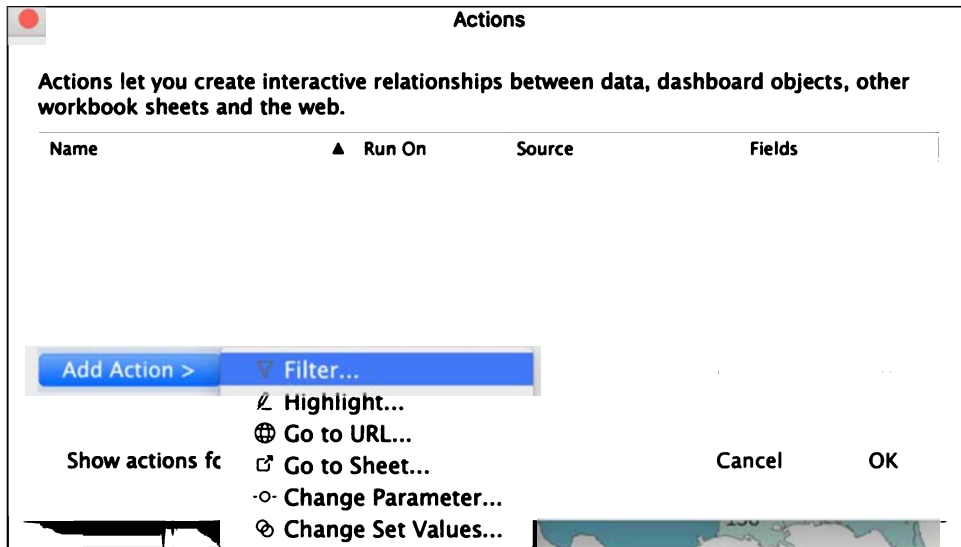 Actions
Actions let you create interactive relationships between data, dashboard objects, other
workbook sheets and the web.
Name ▲ Run On Source Fields
Add Action > Filter...
Highlight...
Go to URL...
Show actions fo Go to Sheet... Cancel OK
Change Parameter...
Change Set Values...